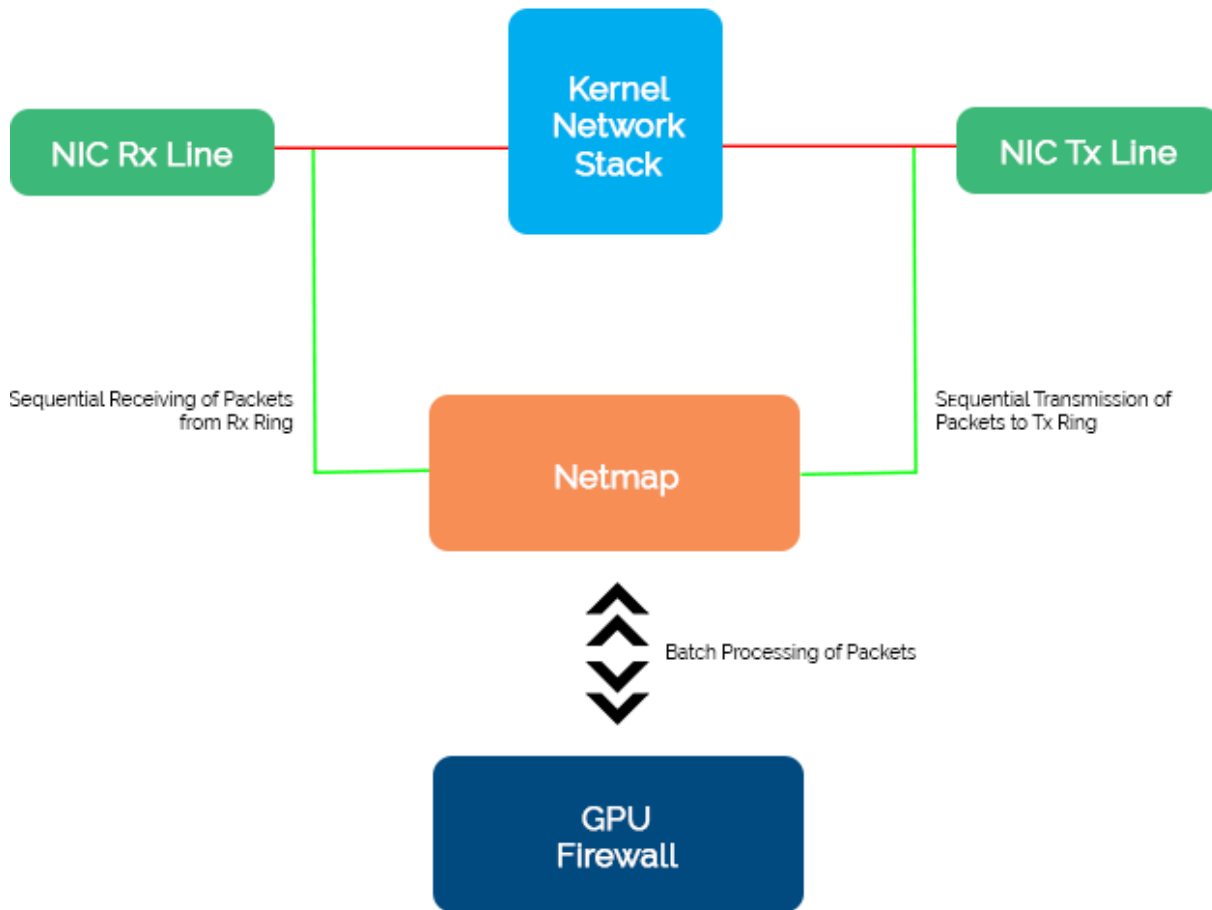 Kernel
Network
Stack
NIC Rx Line
NIC Tx Line
Sequential Receiving of Packets
from Rx Ring
Sequential Transmission of
Packets to Tx Ring
Netmap
Batch Processing of Packets
GPU
Firewall